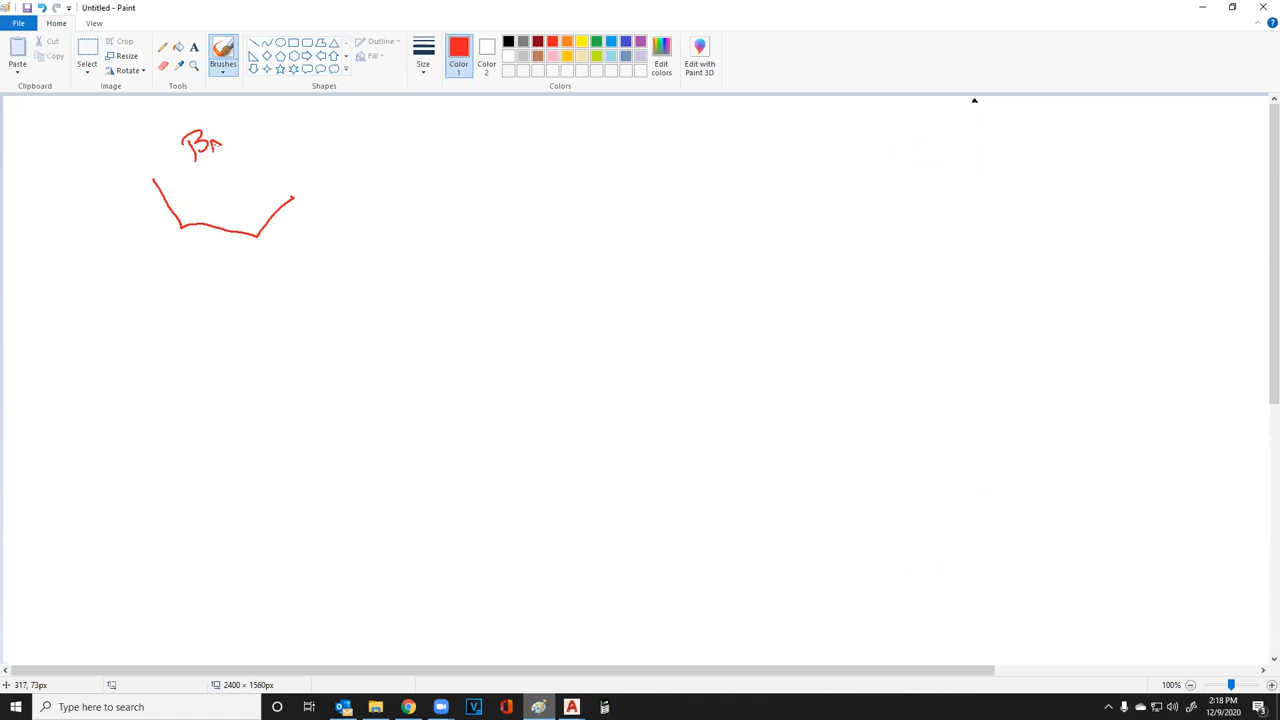 Untitled - Paint
File Home View
Paste
Cut
Copy
Clipboard
Select
Crop
Resize
Rotate
Image
A
Tools
Brushes
Outline
Fill
Shapes
Size
Color 1
Color 2
Edit colors
Colors
Edit with Paint 3D
317, 73px
2400 × 1560px
100%
Type here to search
2:18 PM
12/9/2020
3